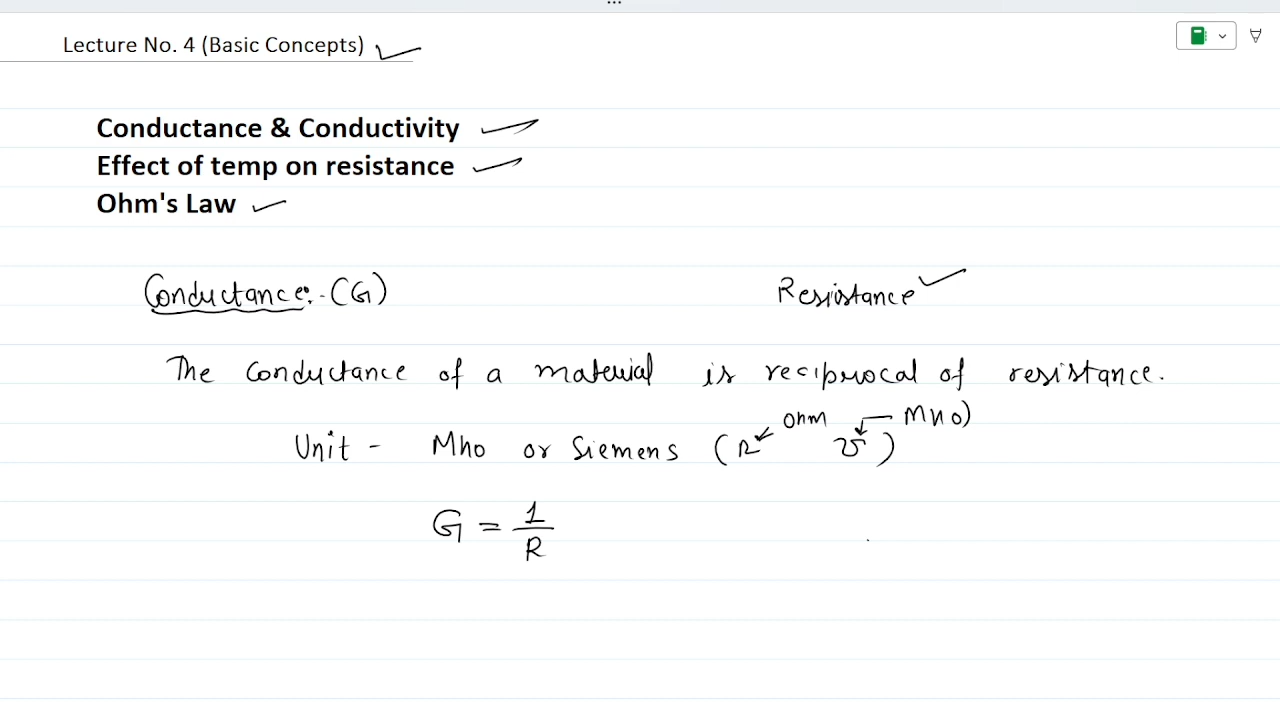 Lecture No. 4 (Basic Concepts)
Conductance & Conductivity
Effect of temp on resistance
Ohm's Law
Conductance:- (G) Resistance
The conductance of a material is reciprocal of resistance.
Ohm Mho)
Unit - Mho or Siemens (R ℧)
G = 1/R